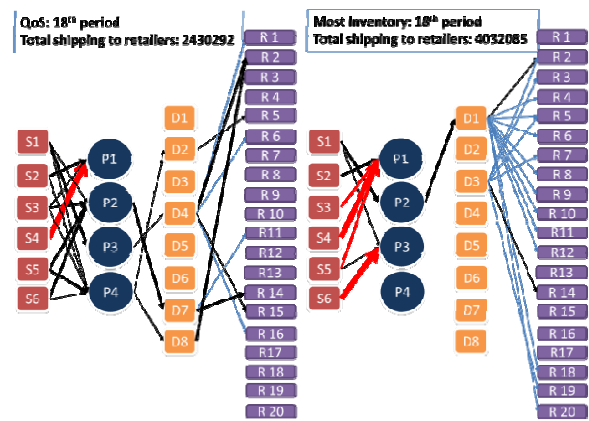 QoS: 18th period
Total shipping to retailers: 2430292
S1
S2
S3
S4
S5
S6
P1
P2
P3
P4
D1
D2
D3
D4
D5
D6
D7
D8
R 1
R 2
R 3
R 4
R 5
R 6
R 7
R 8
R 9
R 10
R11
R12
R13
R 14
R 15
R 16
R17
R 18
R 19
R 20
Most Inventory: 18th period
Total shipping to retailers: 4032085
S1
S2
S3
S4
S5
S6
P1
P2
P3
P4
D1
D2
D3
D4
D5
D6
D7
D8
R 1
R 2
R 3
R 4
R 5
R 6
R 7
R 8
R 9
R 10
R11
R12
R13
R 14
R 15
R 16
R17
R 18
R 19
R 20